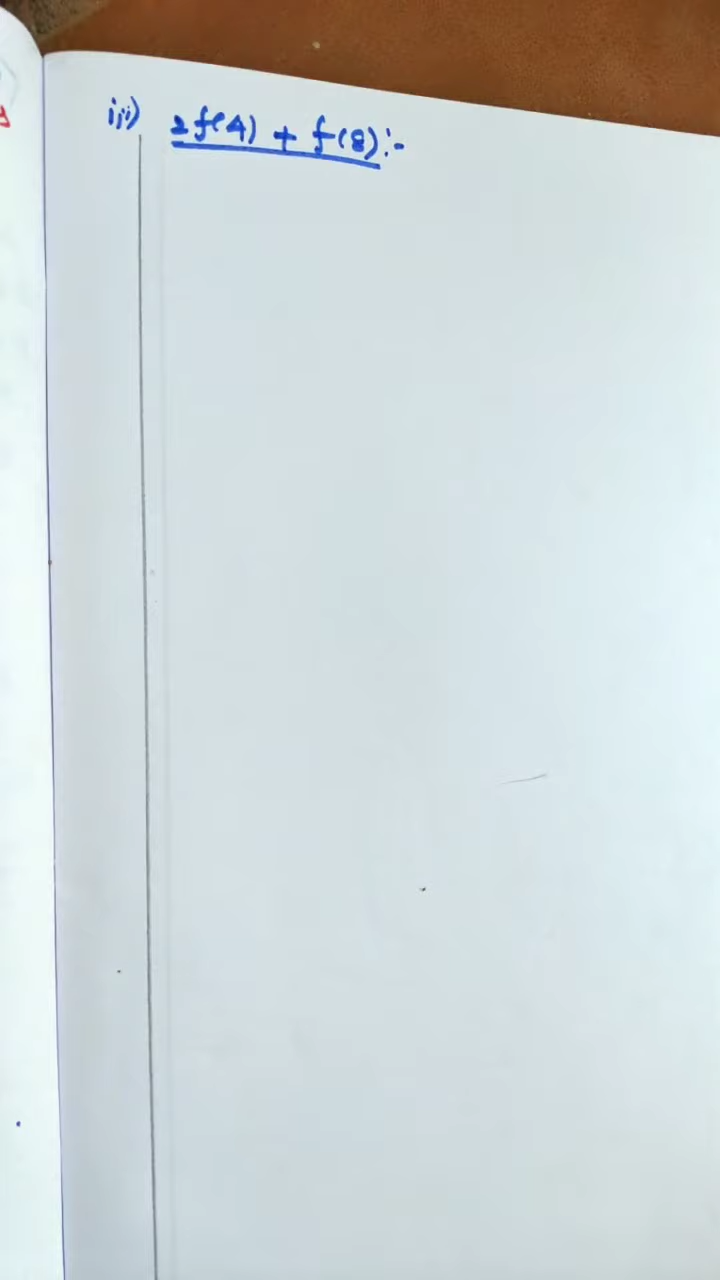 iii) 2f(4) + f(8):-